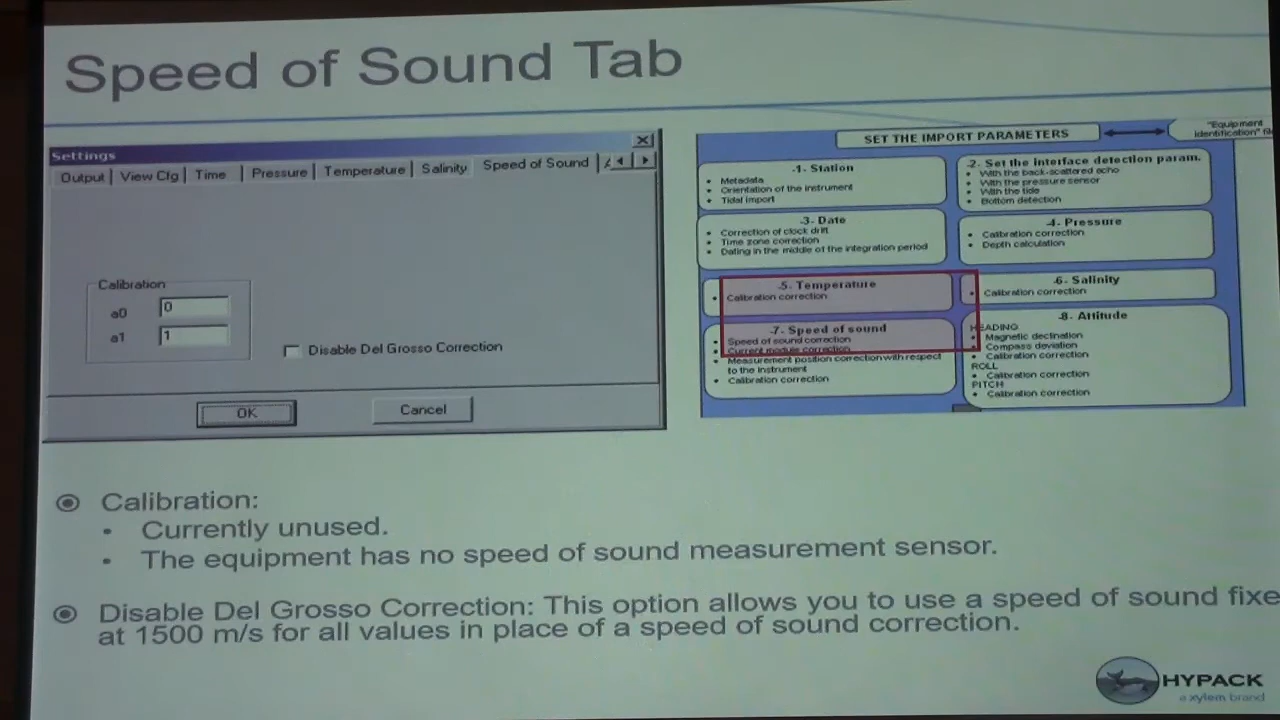 Speed of Sound Tab
Settings
Output View Cfg Time Pressure Temperature Salinity Speed of Sound
Calibration
a0 0
a1 1
Disable Del Grosso Correction
OK Cancel
SET THE IMPORT PARAMETERS
"Equipment
identification" fi
-1- Station
• Metadata
• Orientation of the instrument
• Tidal import
-2- Set the interface detection param.
• With the back-scattered echo
• With the pressure sensor
• With the tide
• Bottom detection
-3- Date
• Correction of clock drift
• Time zone correction
• Dating in the middle of the integration period
-4- Pressure
• Calibration correction
• Depth calculation
-5- Temperature
• Calibration correction
-6- Salinity
• Calibration correction
-7- Speed of sound
• Speed of sound correction
• Current module correction
• Measurement position correction with respect
to the instrument
• Calibration correction
-8- Attitude
HEADING
• Magnetic declination
• Compass deviation
• Calibration correction
ROLL
• Calibration correction
PITCH
• Calibration correction
Calibration:
• Currently unused.
• The equipment has no speed of sound measurement sensor.
Disable Del Grosso Correction: This option allows you to use a speed of sound fixe
at 1500 m/s for all values in place of a speed of sound correction.
HYPACK
a xylem brand